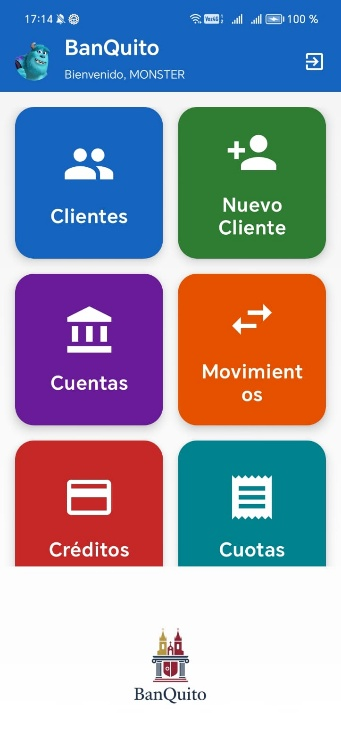 17:14
100 %
BanQuito
Bienvenido, MONSTER
Clientes
Nuevo
Cliente
Cuentas
Movimient
os
Créditos
Cuotas
BanQuito